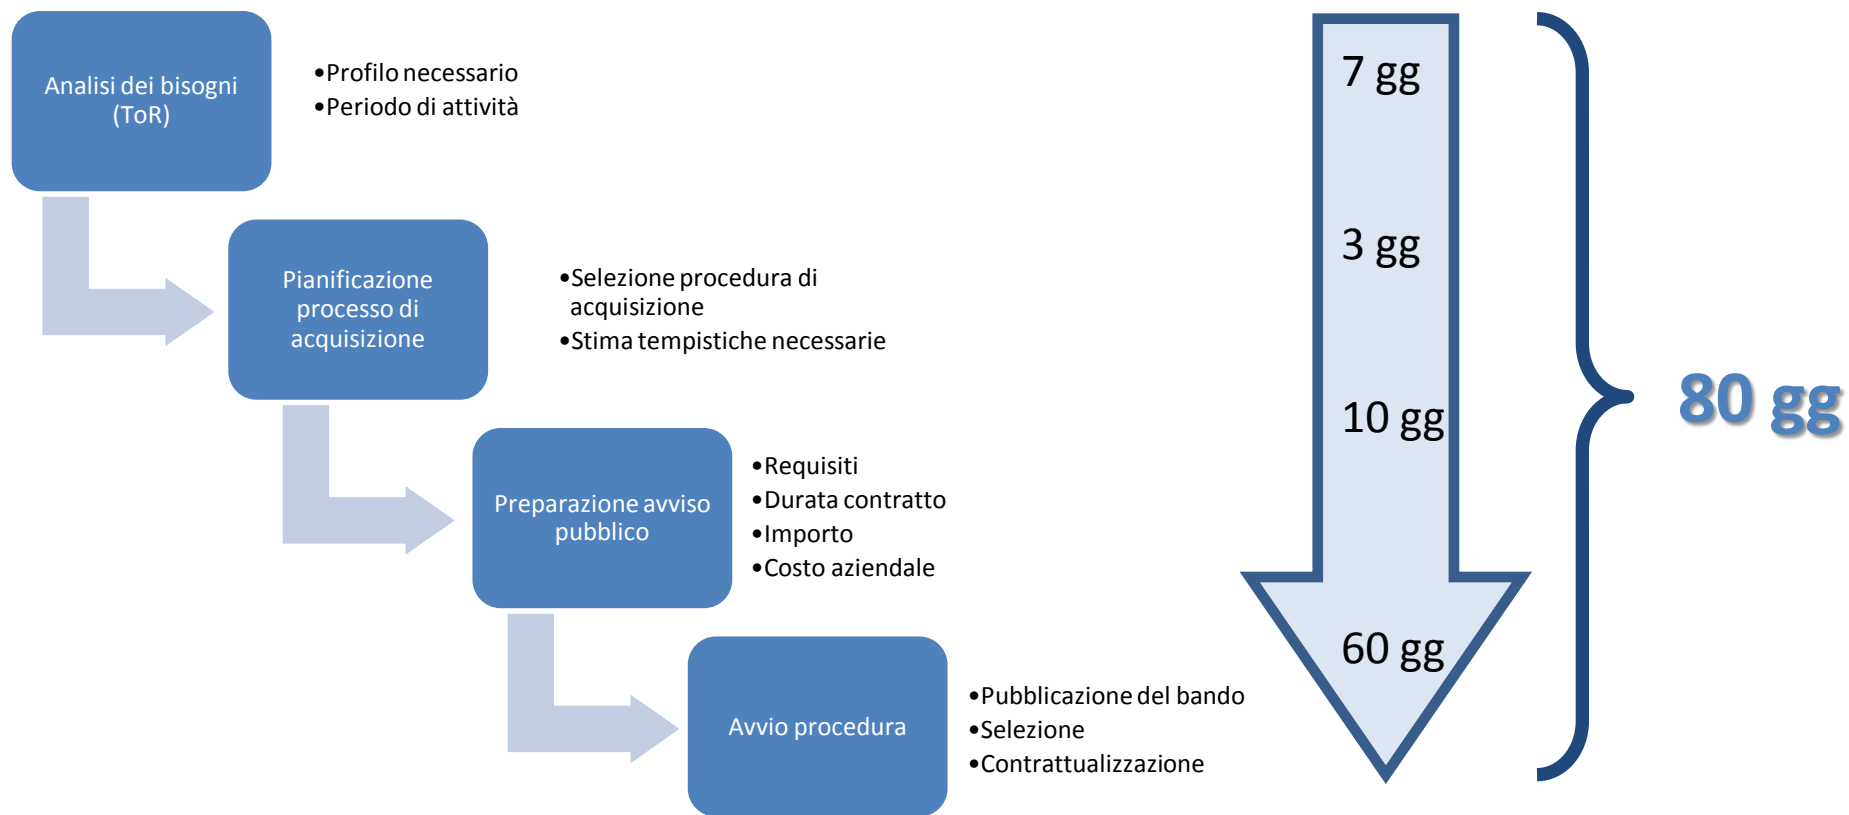 Analisi dei bisogni
(ToR)
•Profilo necessario
•Periodo di attività
7 gg
Pianificazione
processo di
acquisizione
•Selezione procedura di
acquisizione
•Stima tempistiche necessarie
3 gg
80 gg
Preparazione avviso
pubblico
•Requisiti
•Durata contratto
•Importo
•Costo aziendale
10 gg
Avvio procedura
•Pubblicazione del bando
•Selezione
•Contrattualizzazione
60 gg